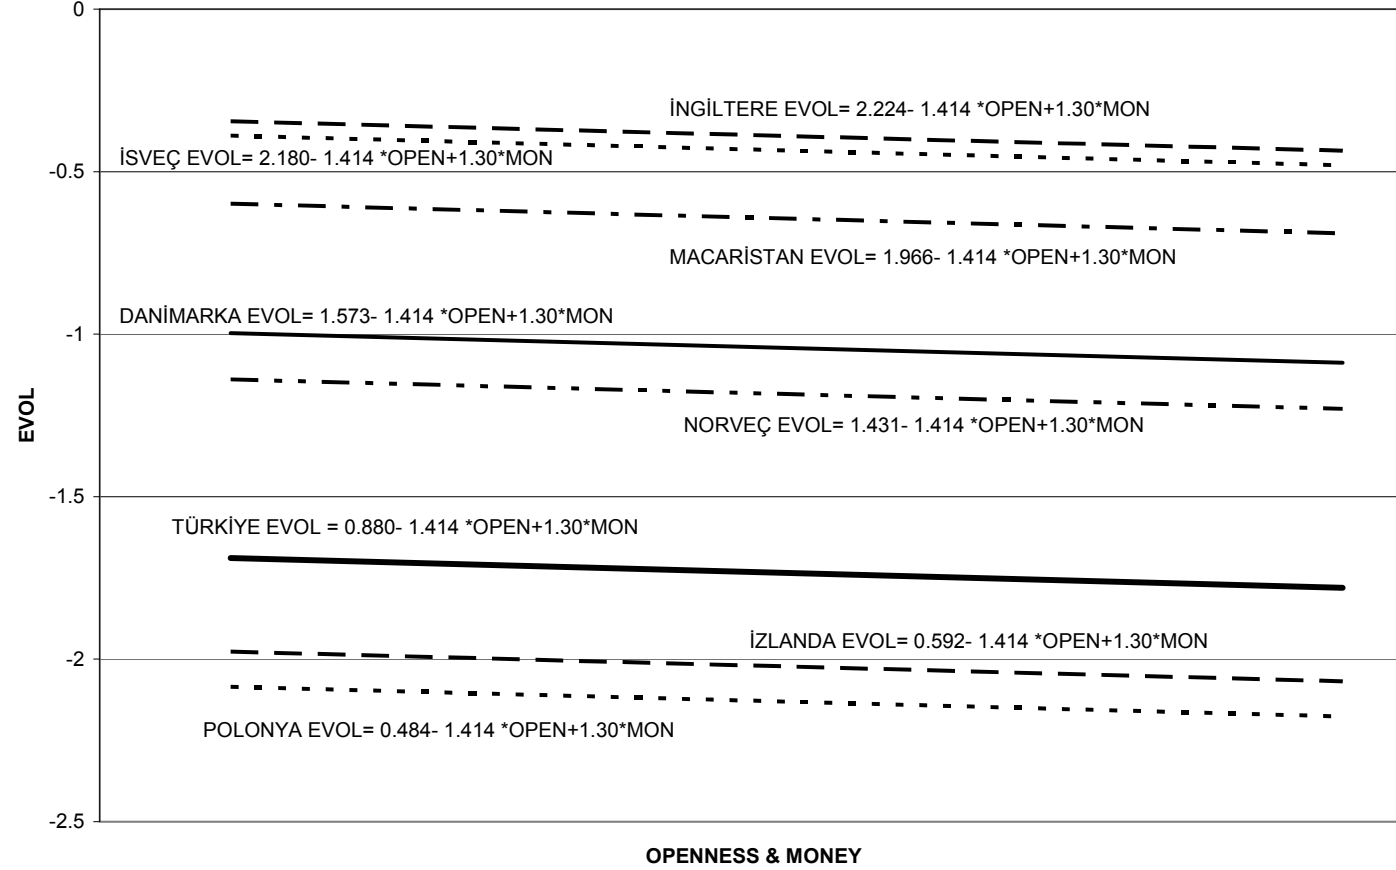 0
İNGİLTERE EVOL= 2.224- 1.414 *OPEN+1.30*MON
İSVEÇ EVOL= 2.180- 1.414 *OPEN+1.30*MON
-0.5
MACARİSTAN EVOL= 1.966- 1.414 *OPEN+1.30*MON
DANİMARKA EVOL= 1.573- 1.414 *OPEN+1.30*MON
-1
EVOL
NORVEÇ EVOL= 1.431- 1.414 *OPEN+1.30*MON
-1.5
TÜRKİYE EVOL = 0.880- 1.414 *OPEN+1.30*MON
İZLANDA EVOL= 0.592- 1.414 *OPEN+1.30*MON
-2
POLONYA EVOL= 0.484- 1.414 *OPEN+1.30*MON
-2.5
OPENNESS & MONEY